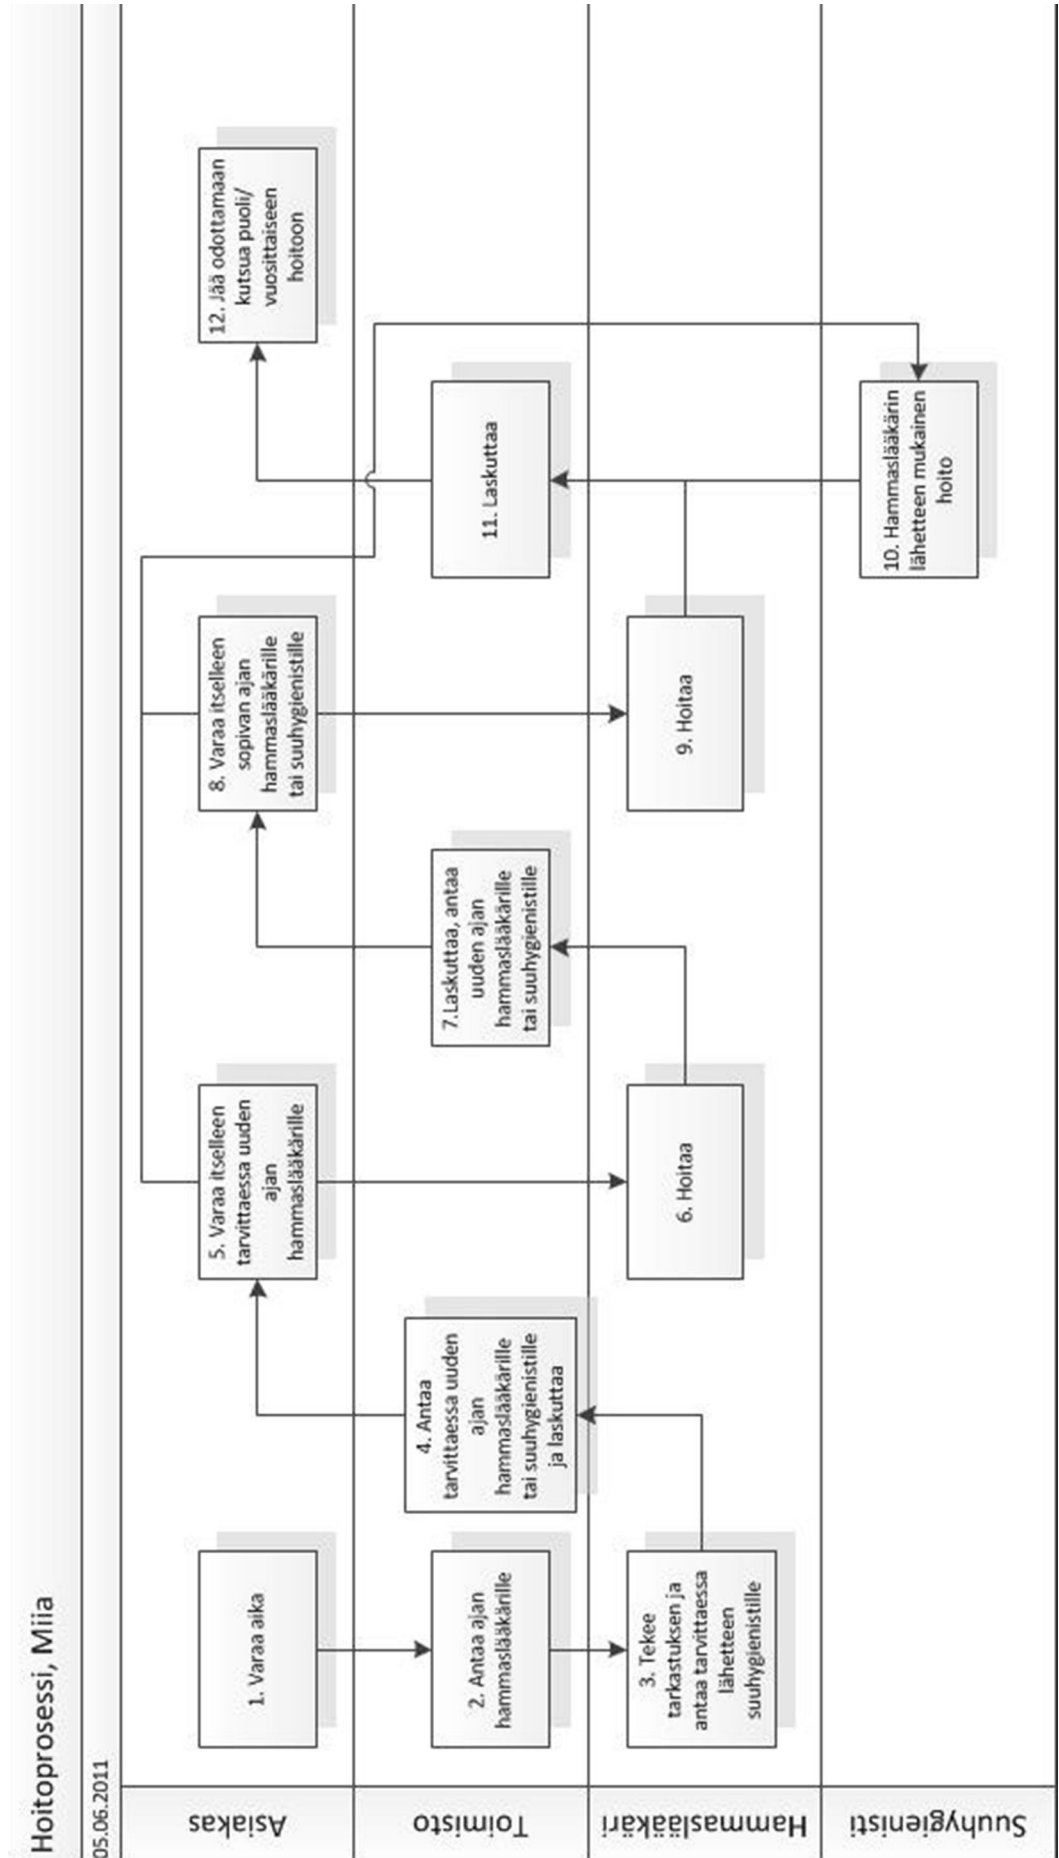 Hoitoprosessi, Miia
05.06.2011
Asiakas
1. Varaa aika
5. Varaa itselleen
tarvittaessa uuden
ajan
hammaslääkärille
8. Varaa itselleen
sopivan ajan
hammaslääkärille
tai suuhygienistille
12. Jää odottamaan
kutsua puoli/
vuosittaiseen
hoitoon
Toimisto
2. Antaa ajan
hammaslääkärille
4. Antaa
tarvittaessa uuden
ajan
hammaslääkärille
tai suuhygienistille
ja laskuttaa
7.Laskuttaa, antaa
uuden ajan
hammaslääkärille
tai suuhygienistille
11. Laskuttaa
Hammaslääkäri
3. Tekee
tarkastuksen ja
antaa tarvittaessa
lähetteen
suuhygienistille
6. Hoitaa
9. Hoitaa
Suuhygienisti
10. Hammaslääkärin
lähetteen mukainen
hoito